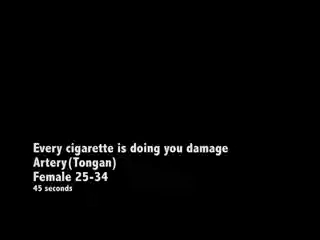 Every cigarette is doing you damage
Artery(Tongan)
Female 25-34
45 seconds